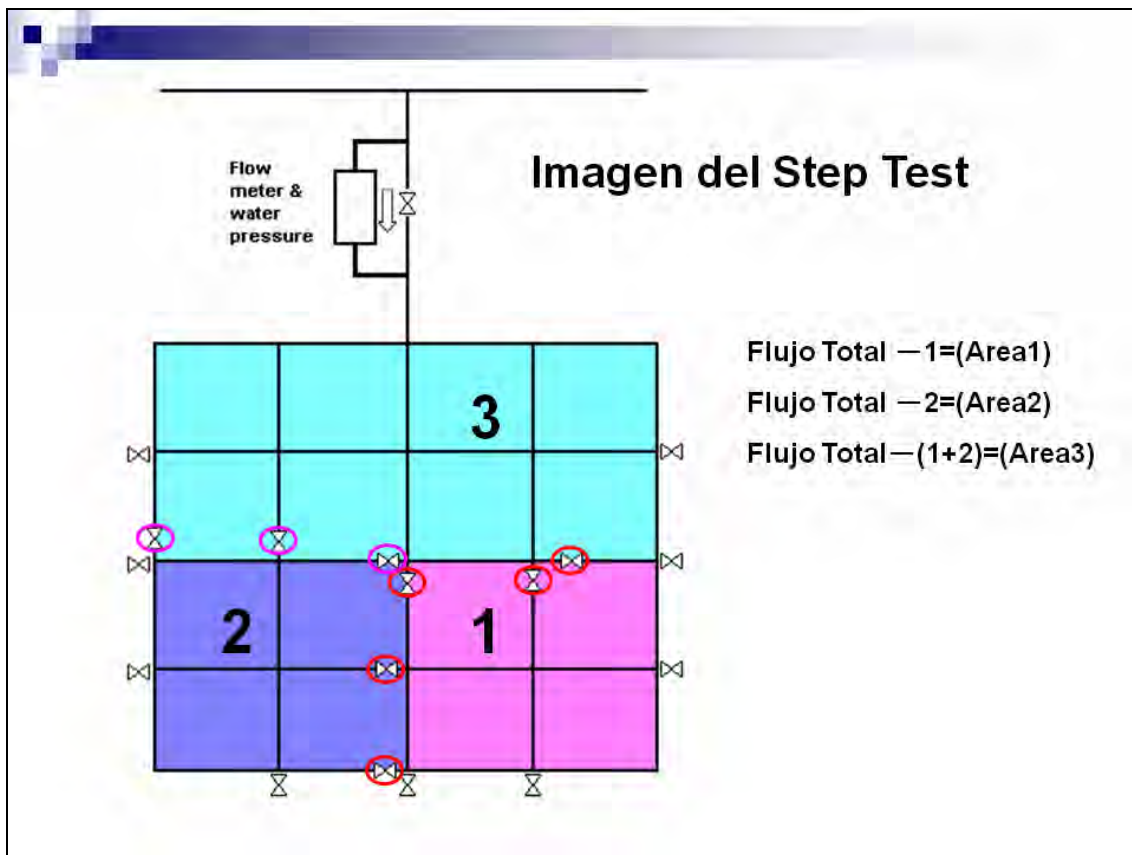 Imagen del Step Test
Flow
meter &
water
pressure
Flujo Total －1=(Area1)
Flujo Total －2=(Area2)
Flujo Total－(1+2)=(Area3)
3
2
1